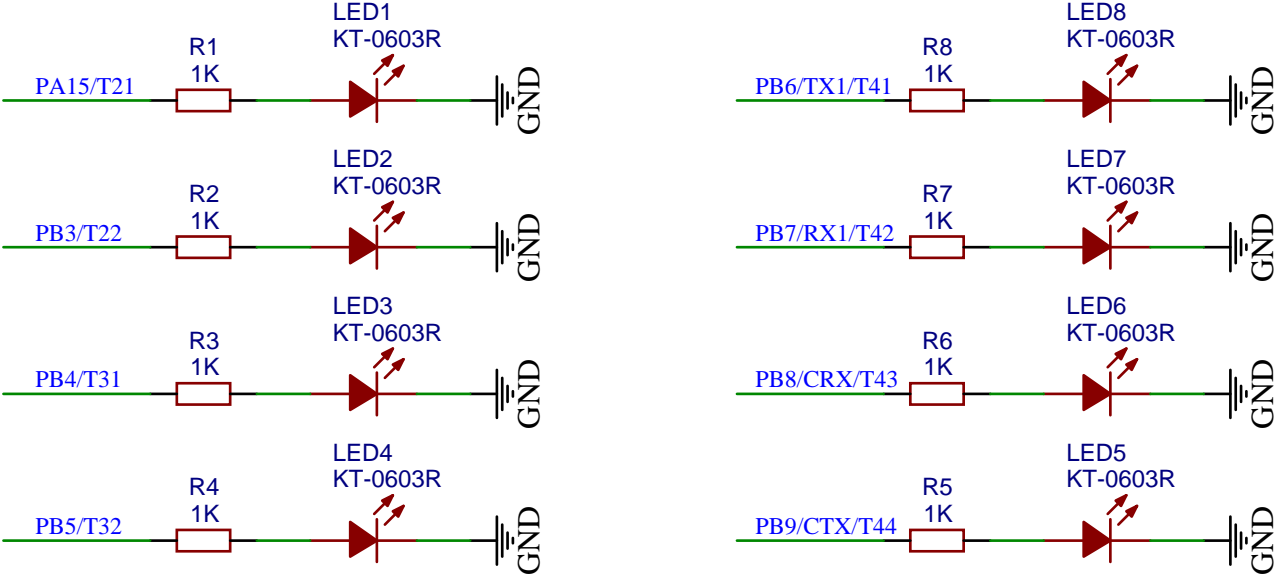 LED1
KT-0603R
R1
1K
PA15/T21
GND
LED2
KT-0603R
R2
1K
PB3/T22
GND
LED3
KT-0603R
R3
1K
PB4/T31
GND
LED4
KT-0603R
R4
1K
PB5/T32
GND
LED8
KT-0603R
R8
1K
PB6/TX1/T41
GND
LED7
KT-0603R
R7
1K
PB7/RX1/T42
GND
LED6
KT-0603R
R6
1K
PB8/CRX/T43
GND
LED5
KT-0603R
R5
1K
PB9/CTX/T44
GND